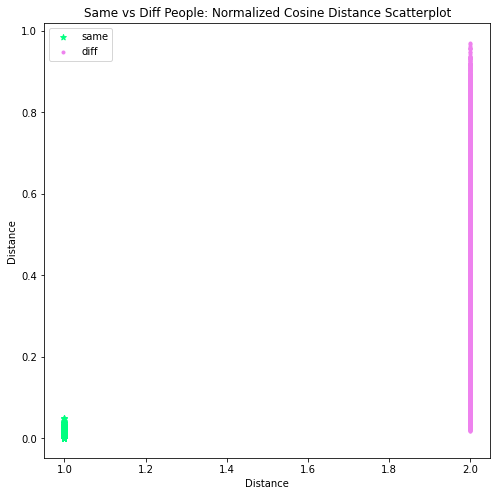 Same vs Diff People: Normalized Cosine Distance Scatterplot
same
diff
1.0
0.8
0.6
0.4
0.2
0.0
Distance
1.0 1.2 1.4 1.6 1.8 2.0
Distance